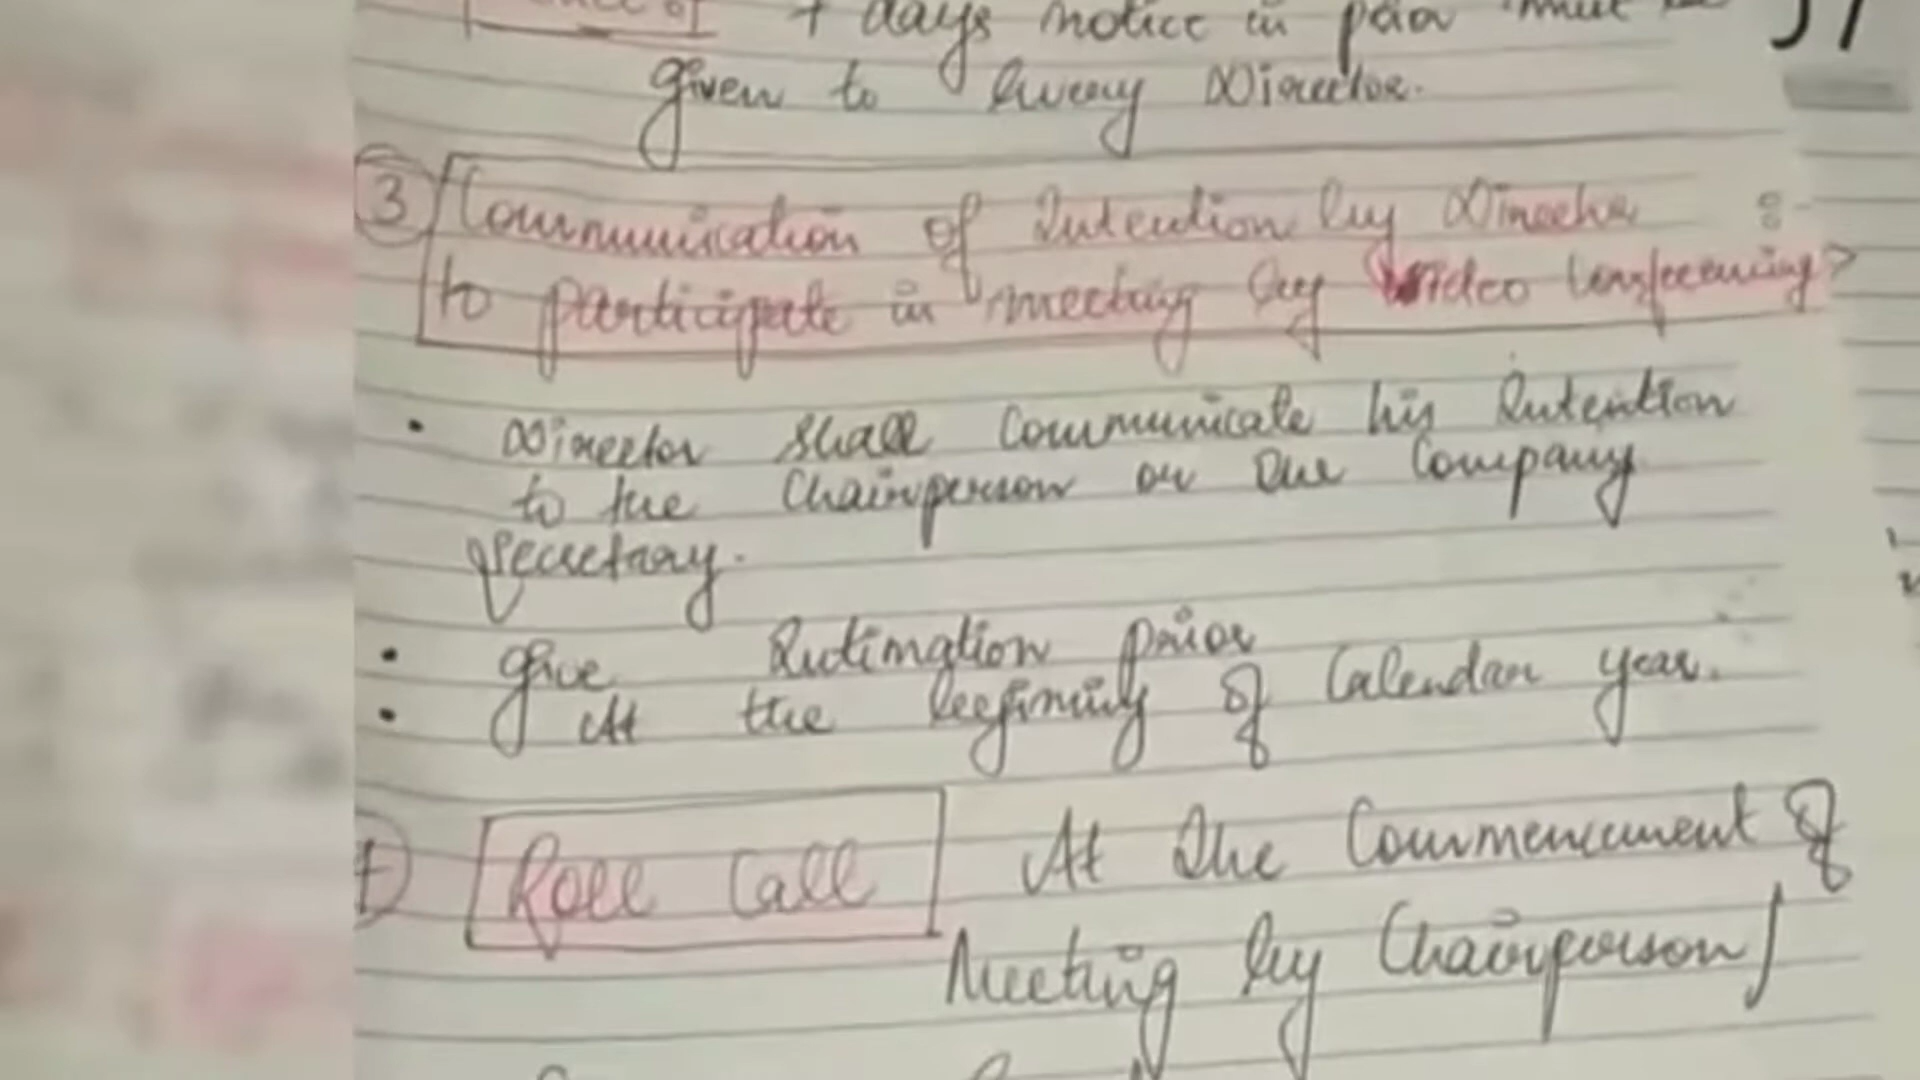 7 days notice in prior must
given to Every Director.
3 Communication of Intention by Director :-
to participate in meeting by Video Conferencing>
• Director shall Communicate his Intention
to the Chairperson or the Company
Secretary.
• give Intimation prior
• At the beginning of Calendar year.
Roll Call At the Commencement of
Meeting by Chairperson/